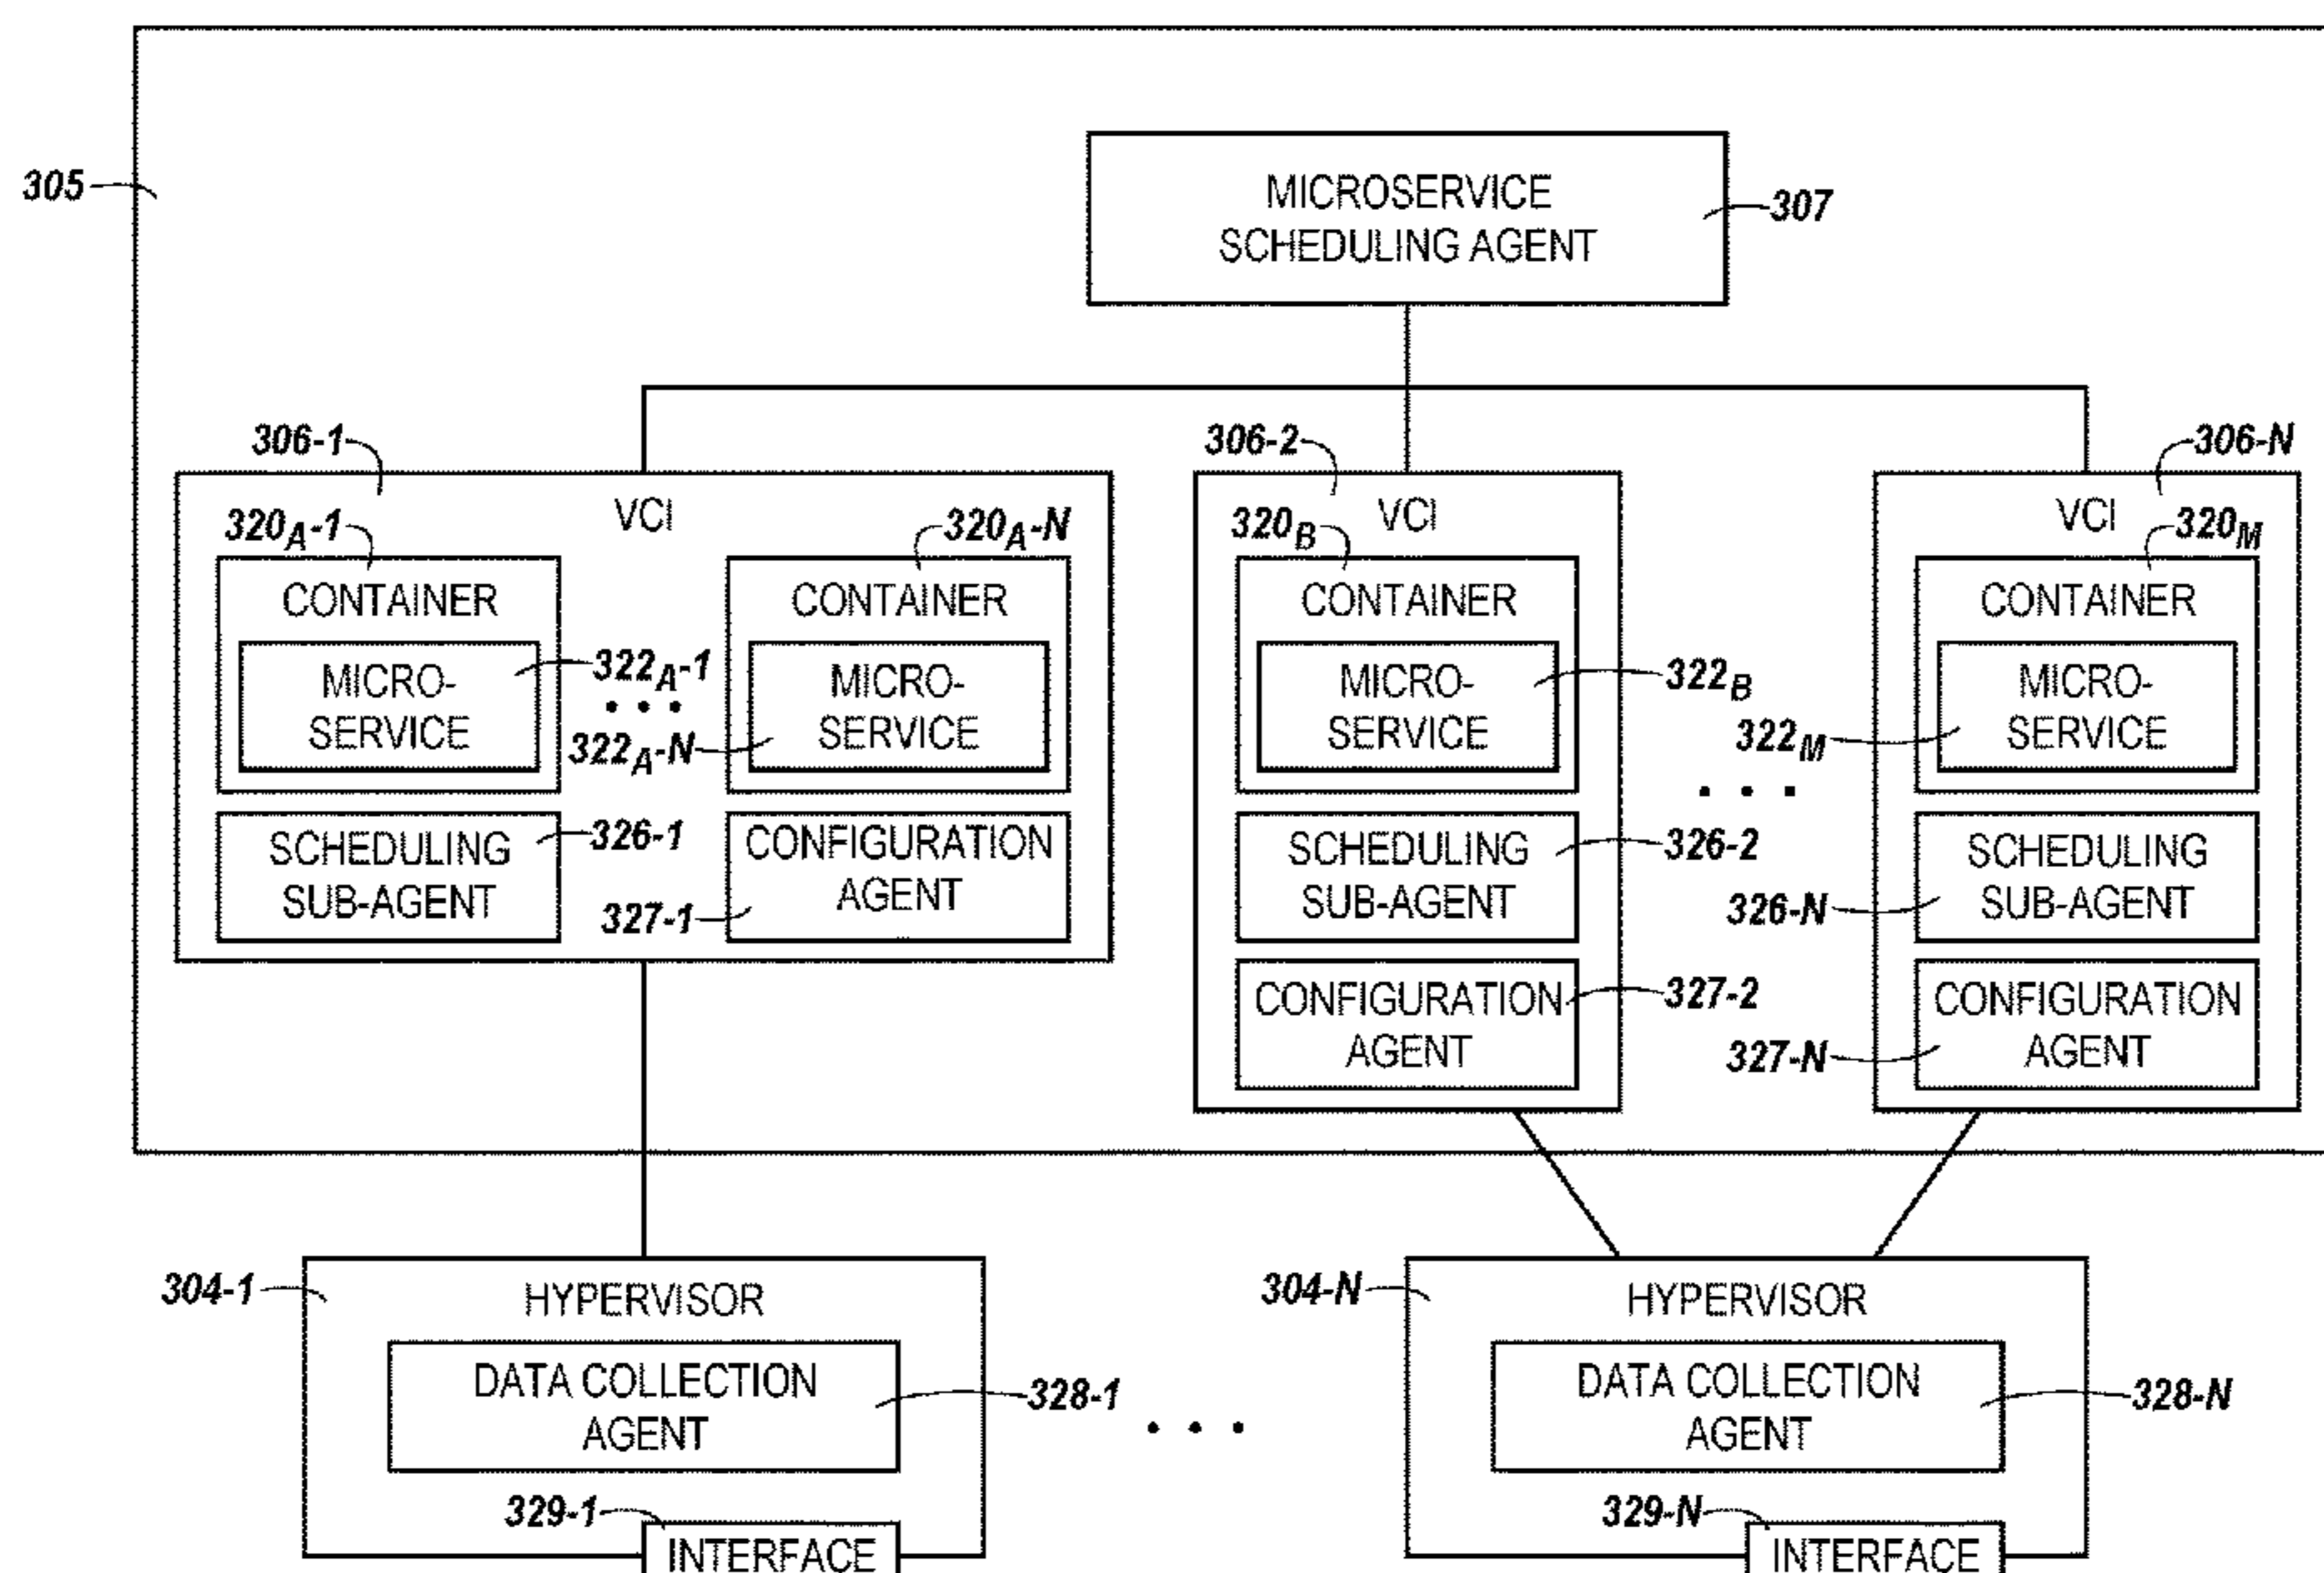 MICROSERVICE
SCHEDULING AGENT
305
307
306-1
306-2
306-N
VCI
VCI
VCI
320A-1
320A-N
320B
320M
CONTAINER
CONTAINER
CONTAINER
CONTAINER
MICRO-
SERVICE
322A-1
322A-N
MICRO-
SERVICE
MICRO-
SERVICE
322B
322M
MICRO-
SERVICE
SCHEDULING
SUB-AGENT
326-1
327-1
CONFIGURATION
AGENT
SCHEDULING
SUB-AGENT
326-2
326-N
SCHEDULING
SUB-AGENT
CONFIGURATION
AGENT
327-2
327-N
CONFIGURATION
AGENT
304-1
HYPERVISOR
DATA COLLECTION
AGENT
328-1
329-1
INTERFACE
304-N
HYPERVISOR
DATA COLLECTION
AGENT
328-N
329-N
INTERFACE